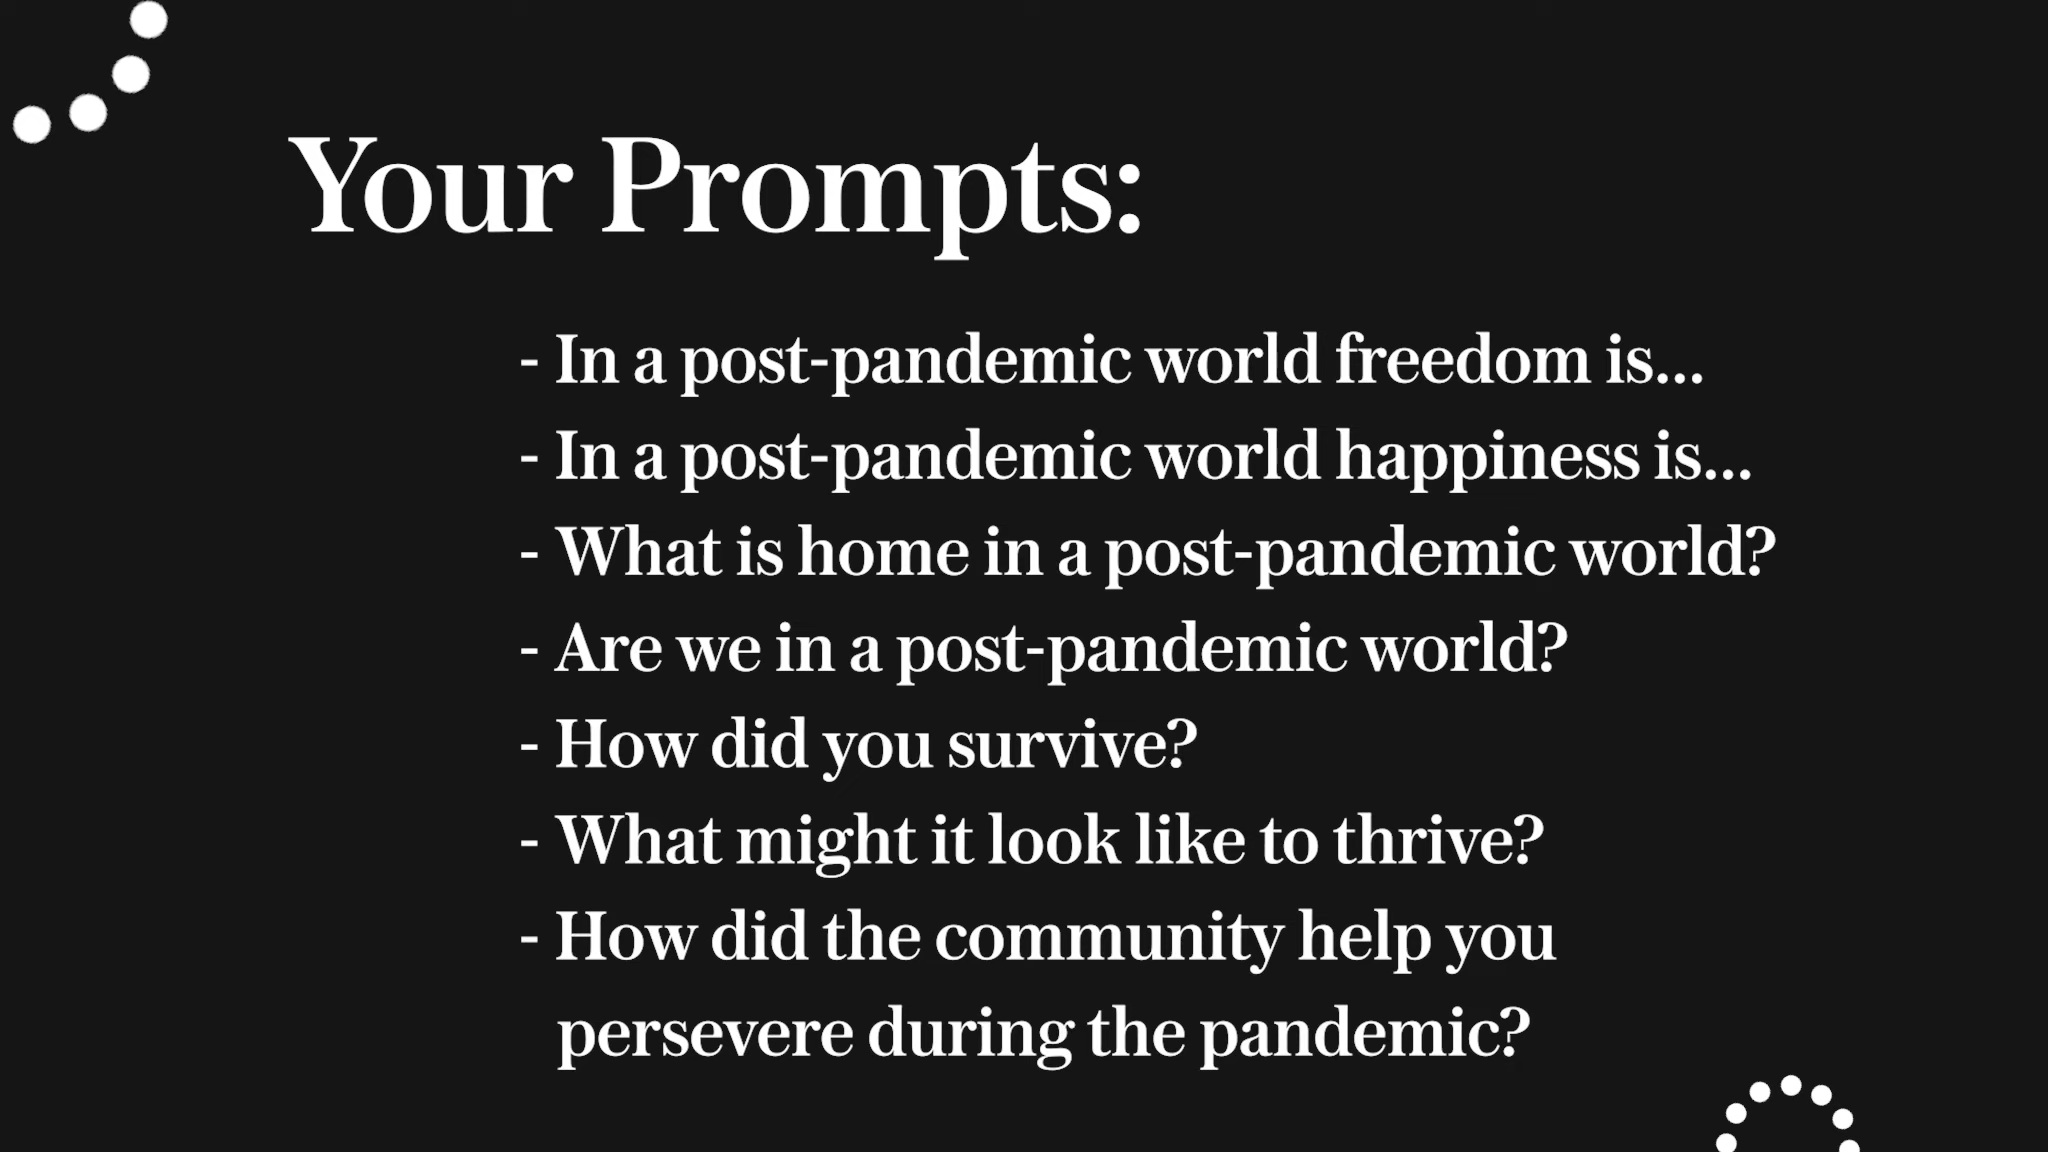 Your Prompts:
- In a post-pandemic world freedom is...
- In a post-pandemic world happiness is...
- What is home in a post-pandemic world?
- Are we in a post-pandemic world?
- How did you survive?
- What might it look like to thrive?
- How did the community help you
persevere during the pandemic?